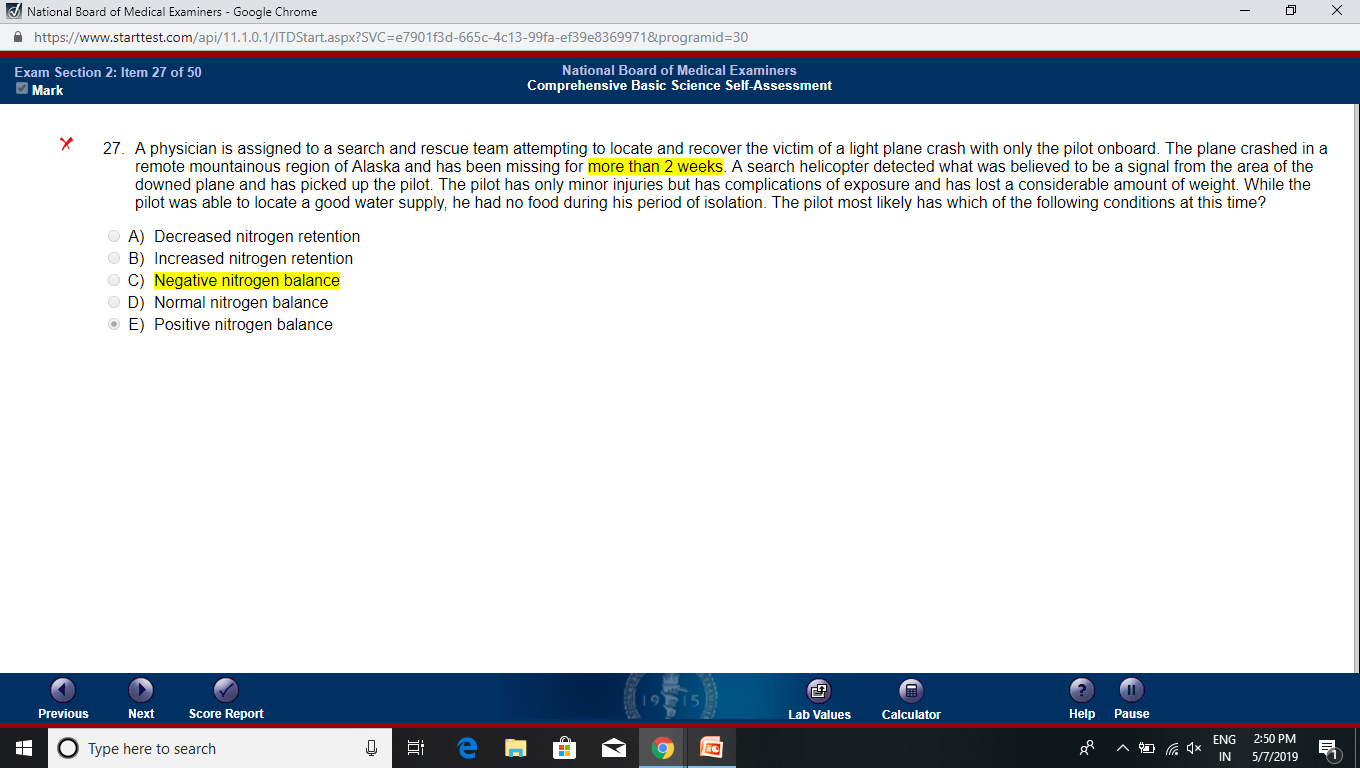 National Board of Medical Examiners - Google Chrome
https://www.starttest.com/api/11.1.0.1/ITDStart.aspx?SVC=e7901f3d-665c-4c13-99fa-ef39e8369971&programid=30
Exam Section 2: Item 27 of 50
National Board of Medical Examiners
Mark
Comprehensive Basic Science Self-Assessment
27. A physician is assigned to a search and rescue team attempting to locate and recover the victim of a light plane crash with only the pilot onboard. The plane crashed in a
remote mountainous region of Alaska and has been missing for more than 2 weeks. A search helicopter detected what was believed to be a signal from the area of the
downed plane and has picked up the pilot. The pilot has only minor injuries but has complications of exposure and has lost a considerable amount of weight. While the
pilot was able to locate a good water supply, he had no food during his period of isolation. The pilot most likely has which of the following conditions at this time?
A) Decreased nitrogen retention
B) Increased nitrogen retention
C) Negative nitrogen balance
D) Normal nitrogen balance
E) Positive nitrogen balance
19 15
Previous Next Score Report Lab Values Calculator Help Pause
Type here to search
ENG
IN
2:50 PM
5/7/2019
1